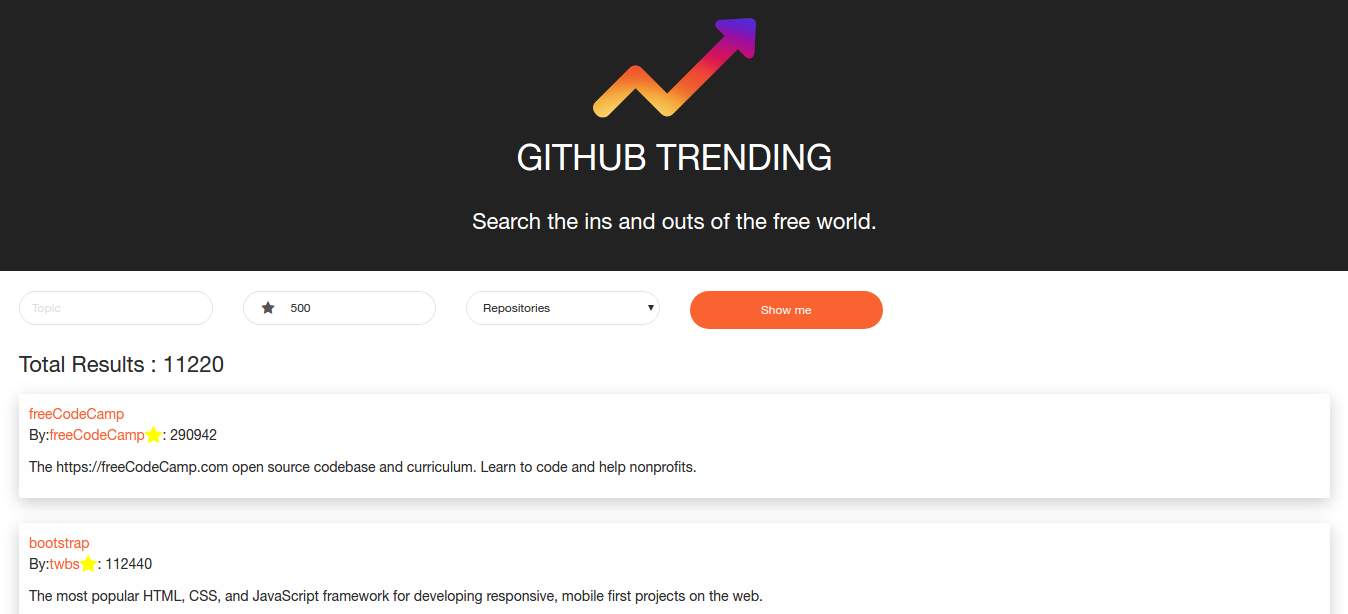 GITHUB TRENDING
Search the ins and outs of the free world.
Topic
500
Repositories
Show me
Total Results : 11220
freeCodeCamp
By:freeCodeCamp : 290942
The https://freeCodeCamp.com open source codebase and curriculum. Learn to code and help nonprofits.
bootstrap
By:twbs : 112440
The most popular HTML, CSS, and JavaScript framework for developing responsive, mobile first projects on the web.